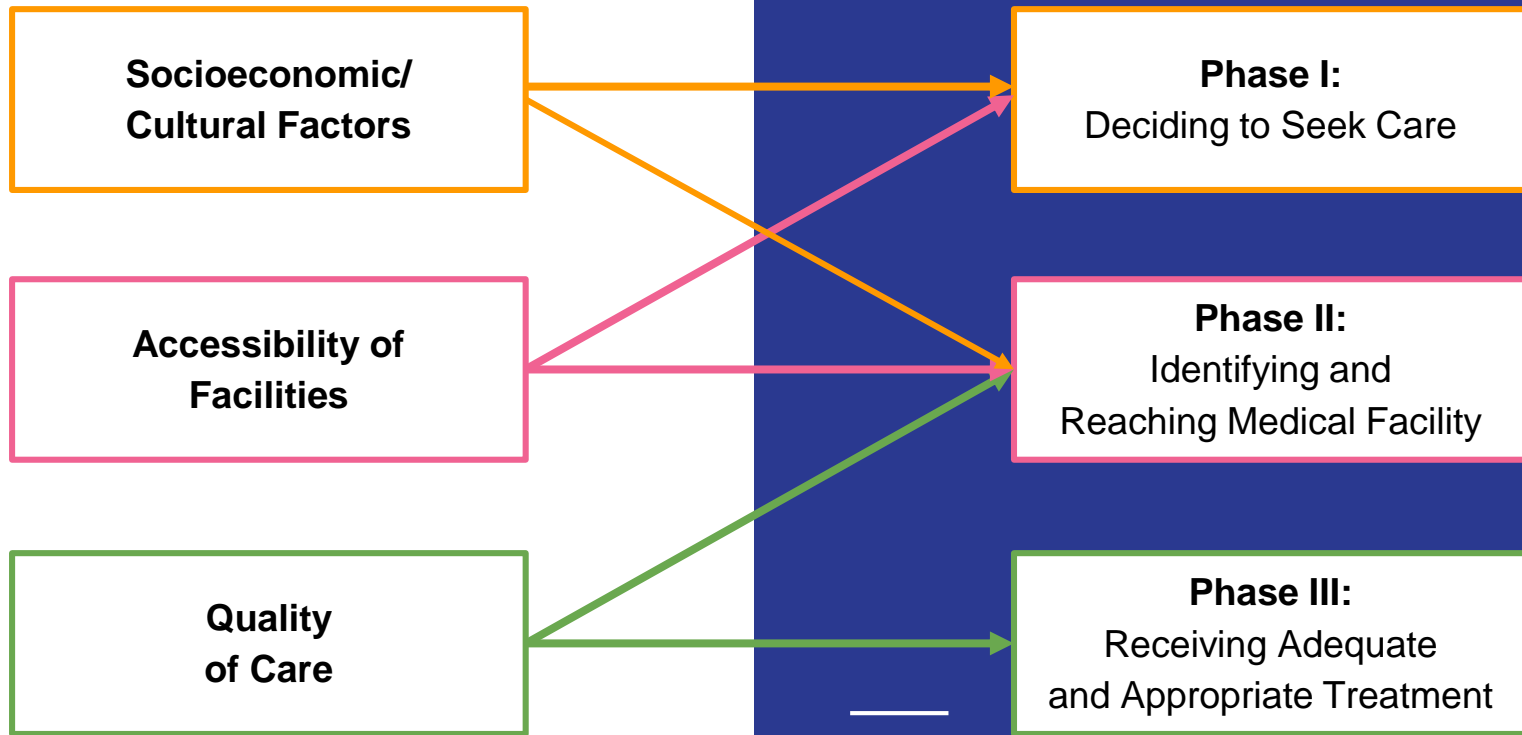 Socioeconomic/
Cultural Factors
Phase I:
Deciding to Seek Care
Accessibility of
Facilities
Phase II:
Identifying and
Reaching Medical Facility
Quality
of Care
Phase III:
Receiving Adequate
and Appropriate Treatment